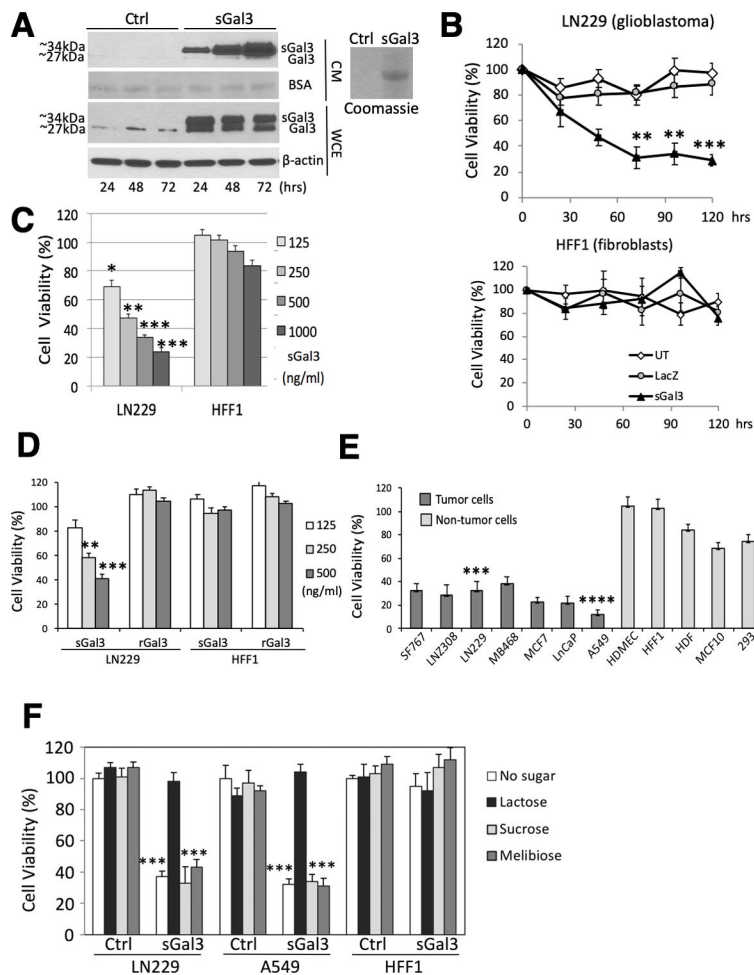 A
Ctrl sGal3
~34kDa
~27kDa
sGal3
Gal3
BSA
CM
~34kDa
~27kDa
sGal3
Gal3
β-actin
WCE
24 48 72 24 48 72 (hrs)
Ctrl sGal3
Coomassie
B
LN229 (glioblastoma)
Cell Viability (%)
120
100
80
60
40
20
0
** ** ***
0 30 60 90 120 hrs
HFF1 (fibroblasts)
Cell Viability (%)
120
100
80
60
40
20
0
UT
LacZ
sGal3
0 30 60 90 120 hrs
C
Cell Viability (%)
120
100
80
60
40
20
0
* ** *** ***
LN229 HFF1
125
250
500
1000
sGal3
(ng/ml)
D
Cell Viability (%)
120
100
80
60
40
20
0
** ***
sGal3 rGal3 sGal3 rGal3
LN229 HFF1
125
250
500
(ng/ml)
E
Cell Viability (%)
120
100
80
60
40
20
0
Tumor cells
Non-tumor cells
*** ****
SF767 LNZ308 LN229 MB468 MCF7 LnCaP A549 HDMEC HFF1 HDF MCF10 293
F
Cell Viability (%)
120
100
80
60
40
20
0
*** *** *** ***
Ctrl sGal3 Ctrl sGal3 Ctrl sGal3
LN229 A549 HFF1
No sugar
Lactose
Sucrose
Melibiose